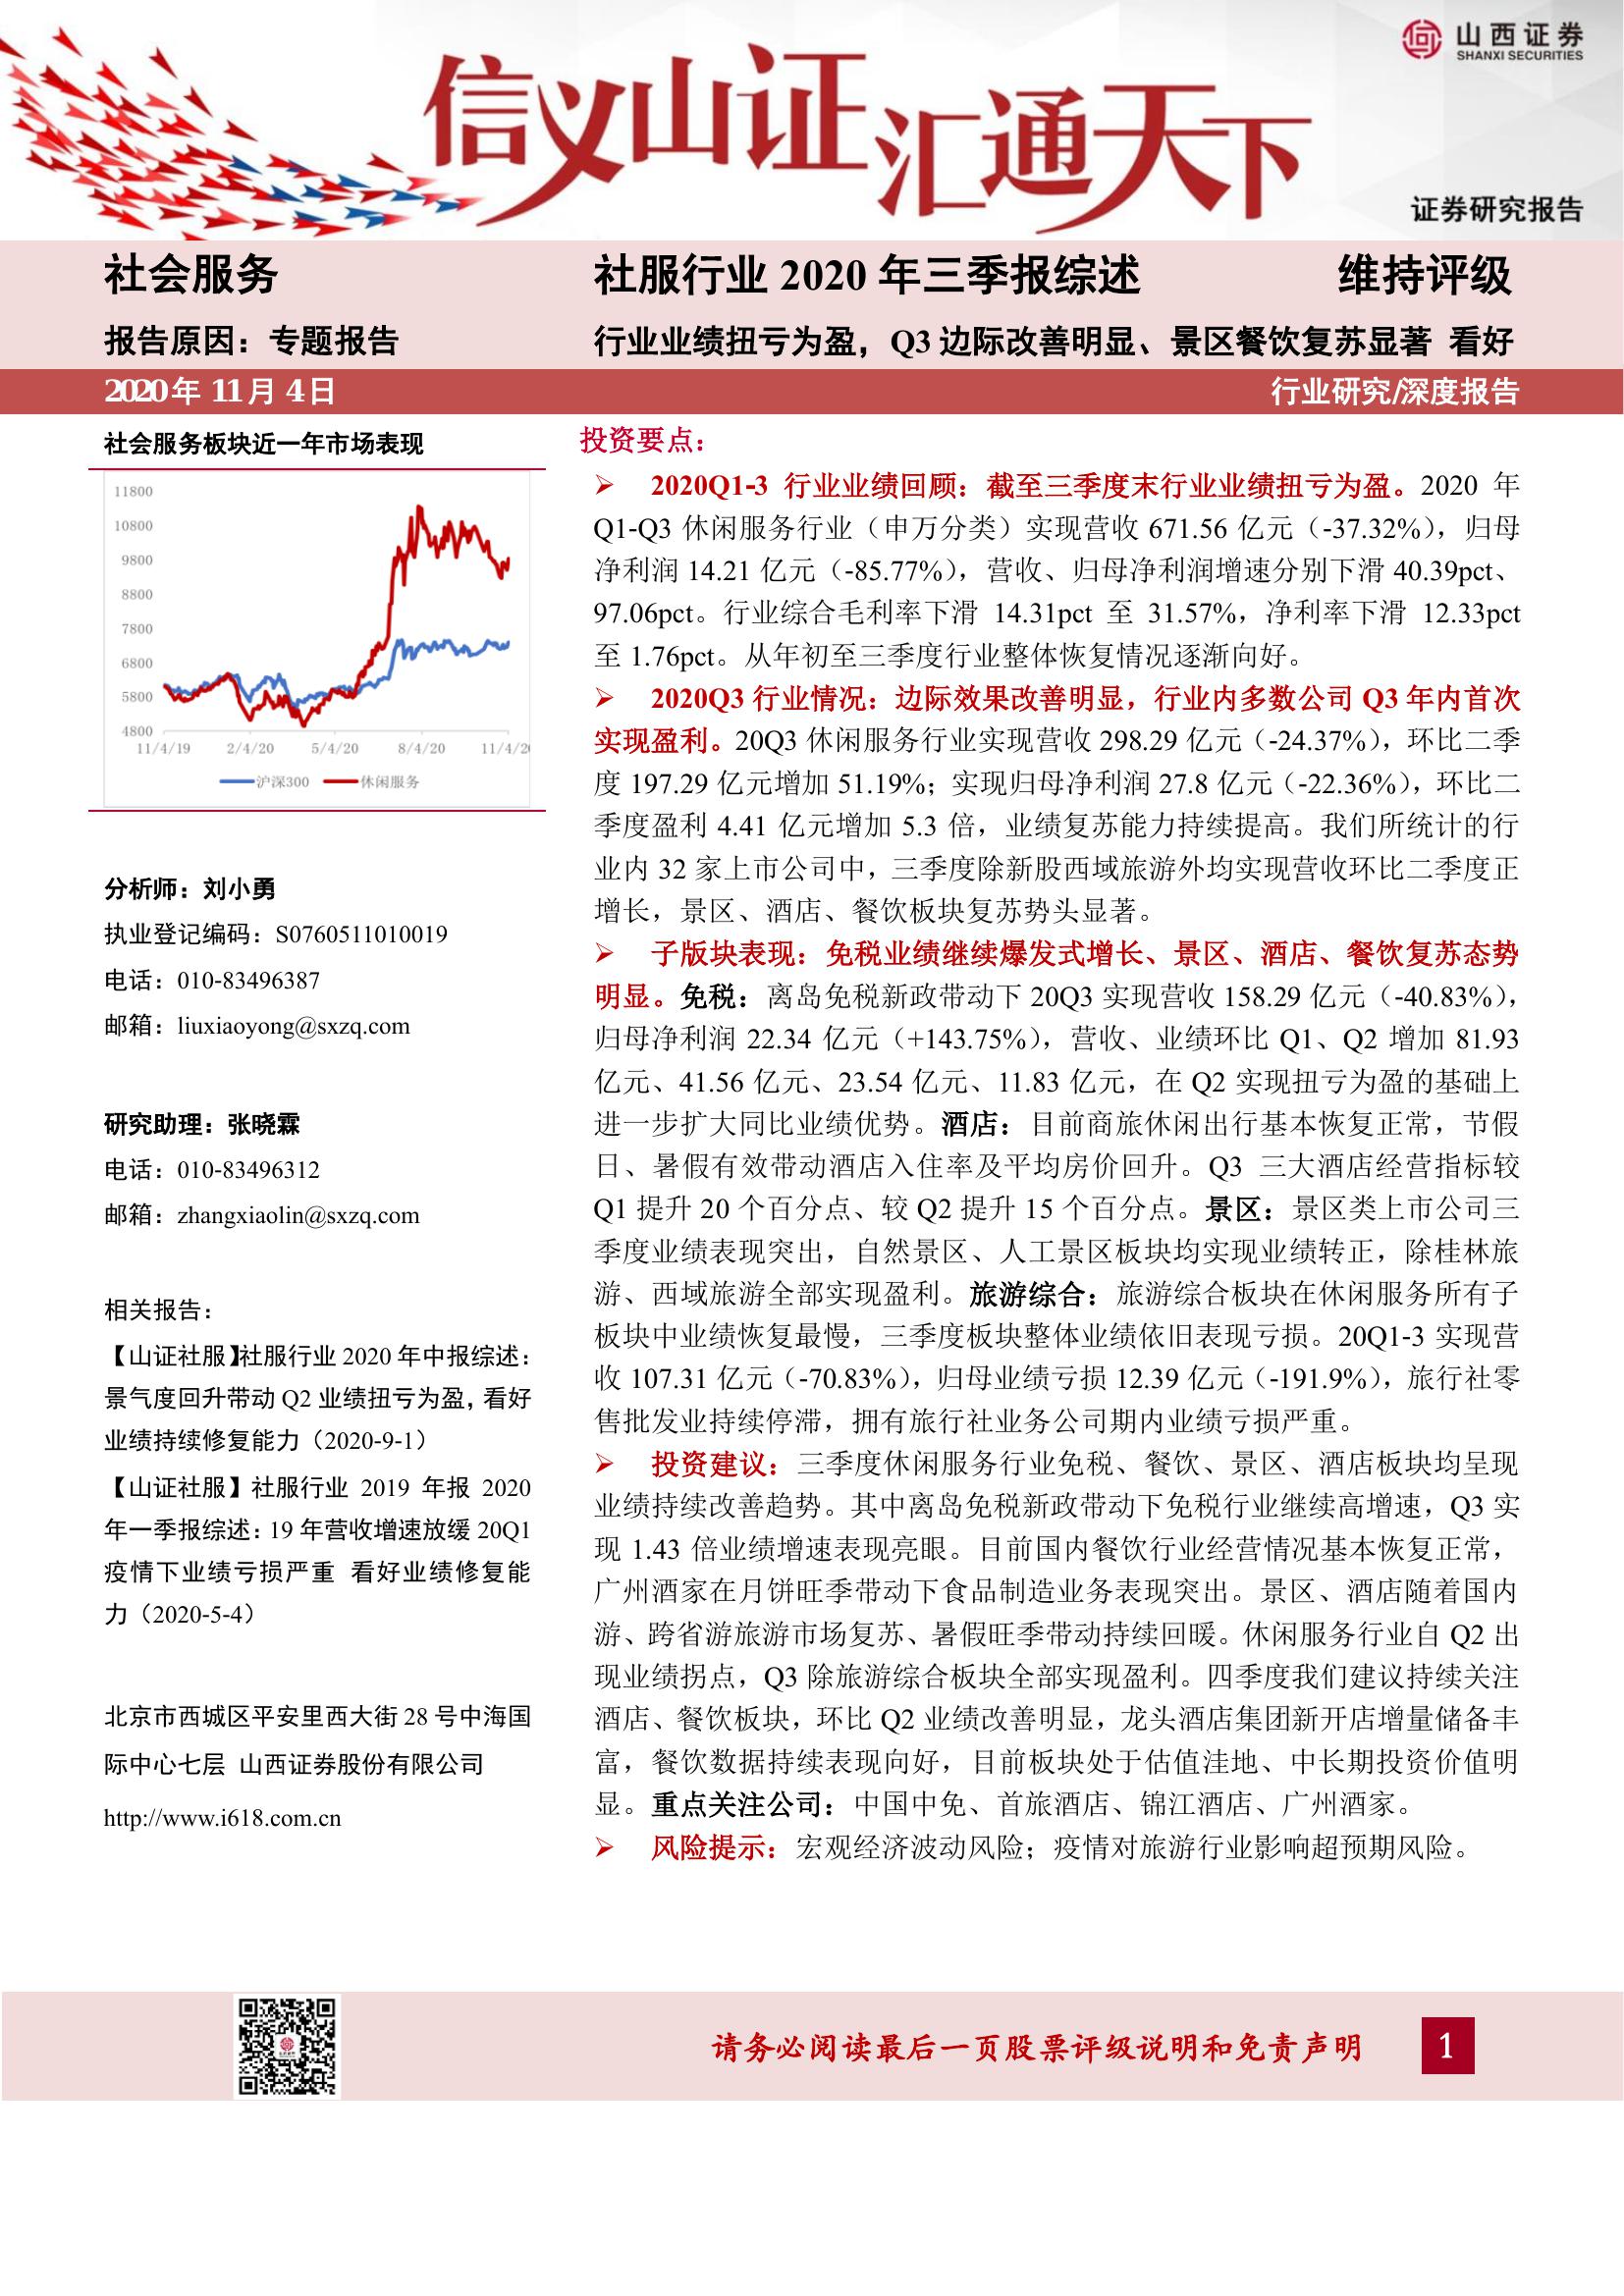 山西证券
SHANXI SECURITIES
信义山证汇通天下
证券研究报告
社会服务
报告原因：专题报告
社服行业 2020 年三季报综述
维持评级
行业业绩扭亏为盈，Q3 边际改善明显、景区餐饮复苏显著 看好
2020 年 11 月 4 日
行业研究/深度报告
社会服务板块近一年市场表现
11800
10800
9800
8800
7800
6800
5800
4800
11/4/19 2/4/20 5/4/20 8/4/20 11/4/20
沪深300 休闲服务
分析师：刘小勇
执业登记编码：S0760511010019
电话：010-83496387
邮箱：liuxiaoyong@sxzq.com
研究助理：张晓霖
电话：010-83496312
邮箱：zhangxiaolin@sxzq.com
相关报告：
【山证社服】社服行业 2020 年中报综述：
景气度回升带动 Q2 业绩扭亏为盈，看好
业绩持续修复能力（2020-9-1）
【山证社服】社服行业 2019 年报 2020
年一季报综述：19 年营收增速放缓 20Q1
疫情下业绩亏损严重 看好业绩修复能
力（2020-5-4）
北京市西城区平安里西大街 28 号中海国
际中心七层 山西证券股份有限公司
http://www.i618.com.cn
投资要点：
➢ 2020Q1-3 行业业绩回顾：截至三季度末行业业绩扭亏为盈。2020 年
Q1-Q3 休闲服务行业（申万分类）实现营收 671.56 亿元（-37.32%），归母
净利润 14.21 亿元（-85.77%），营收、归母净利润增速分别下滑 40.39pct、
97.06pct。行业综合毛利率下滑 14.31pct 至 31.57%，净利率下滑 12.33pct
至 1.76pct。从年初至三季度行业整体恢复情况逐渐向好。
➢ 2020Q3 行业情况：边际效果改善明显，行业内多数公司 Q3 年内首次
实现盈利。20Q3 休闲服务行业实现营收 298.29 亿元（-24.37%），环比二季
度 197.29 亿元增加 51.19%；实现归母净利润 27.8 亿元（-22.36%），环比二
季度盈利 4.41 亿元增加 5.3 倍，业绩复苏能力持续提高。我们所统计的行
业内 32 家上市公司中，三季度除新股西域旅游外均实现营收环比二季度正
增长，景区、酒店、餐饮板块复苏势头显著。
➢ 子版块表现：免税业绩继续爆发式增长、景区、酒店、餐饮复苏态势
明显。免税：离岛免税新政带动下 20Q3 实现营收 158.29 亿元（-40.83%），
归母净利润 22.34 亿元（+143.75%），营收、业绩环比 Q1、Q2 增加 81.93
亿元、41.56 亿元、23.54 亿元、11.83 亿元，在 Q2 实现扭亏为盈的基础上
进一步扩大同比业绩优势。酒店：目前商旅休闲出行基本恢复正常，节假
日、暑假有效带动酒店入住率及平均房价回升。Q3 三大酒店经营指标较
Q1 提升 20 个百分点、较 Q2 提升 15 个百分点。景区：景区类上市公司三
季度业绩表现突出，自然景区、人工景区板块均实现业绩转正，除桂林旅
游、西域旅游全部实现盈利。旅游综合：旅游综合板块在休闲服务所有子
板块中业绩恢复最慢，三季度板块整体业绩依旧表现亏损。20Q1-3 实现营
收 107.31 亿元（-70.83%），归母业绩亏损 12.39 亿元（-191.9%），旅行社零
售批发业持续停滞，拥有旅行社业务公司期内业绩亏损严重。
➢ 投资建议：三季度休闲服务行业免税、餐饮、景区、酒店板块均呈现
业绩持续改善趋势。其中离岛免税新政带动下免税行业继续高增速，Q3 实
现 1.43 倍业绩增速表现亮眼。目前国内餐饮行业经营情况基本恢复正常，
广州酒家在月饼旺季带动下食品制造业务表现突出。景区、酒店随着国内
游、跨省游旅游市场复苏、暑假旺季带动持续回暖。休闲服务行业自 Q2 出
现业绩拐点，Q3 除旅游综合板块全部实现盈利。四季度我们建议持续关注
酒店、餐饮板块，环比 Q2 业绩改善明显，龙头酒店集团新开店增量储备丰
富，餐饮数据持续表现向好，目前板块处于估值洼地、中长期投资价值明
显。重点关注公司：中国中免、首旅酒店、锦江酒店、广州酒家。
➢ 风险提示：宏观经济波动风险；疫情对旅游行业影响超预期风险。
请务必阅读最后一页股票评级说明和免责声明
1